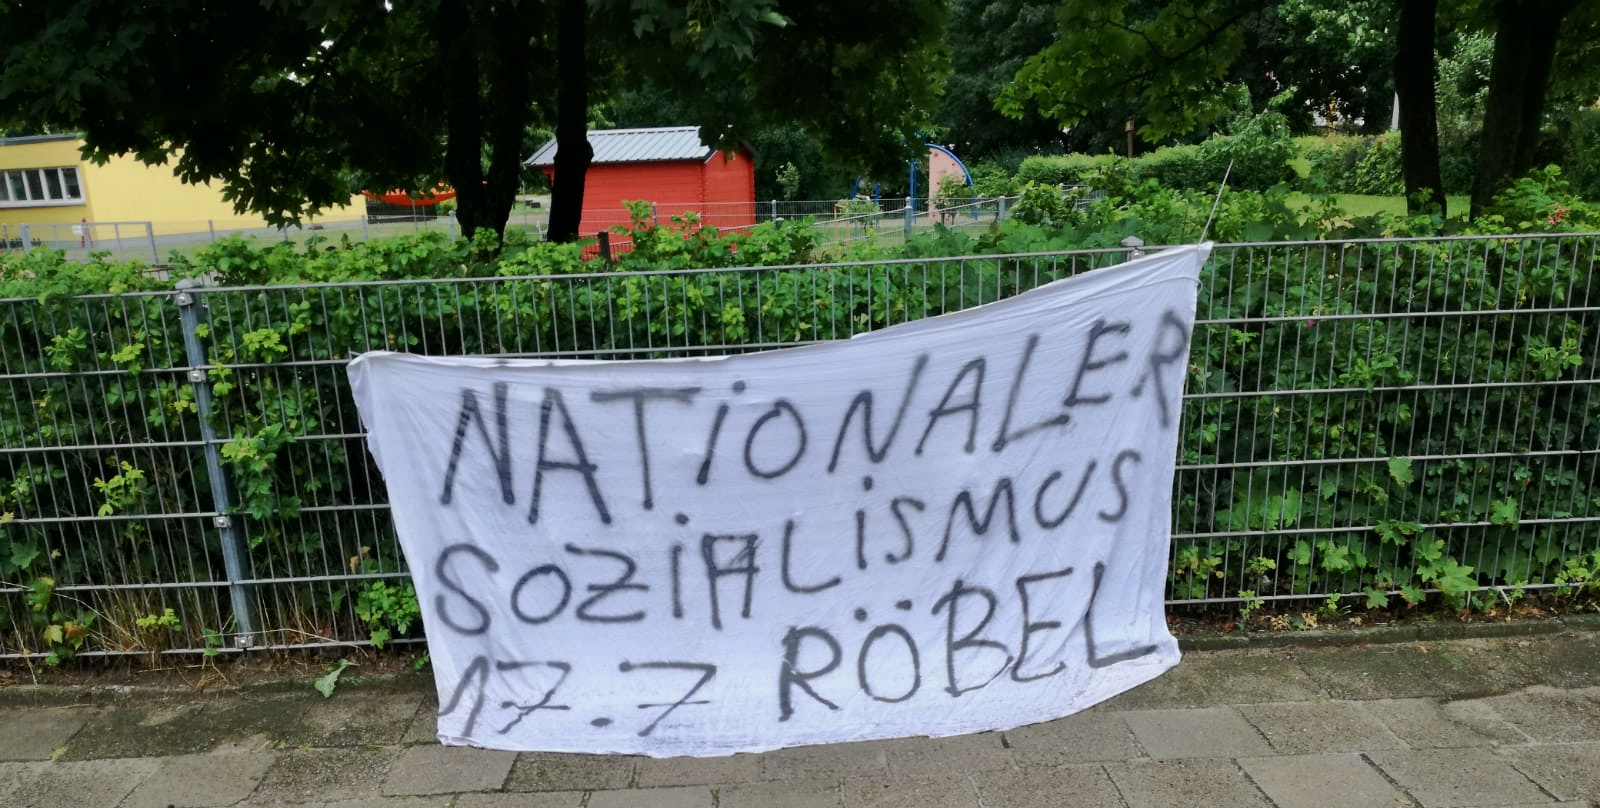 NATiONALER
SOZiALiSMUS
17.7 RÖBEL